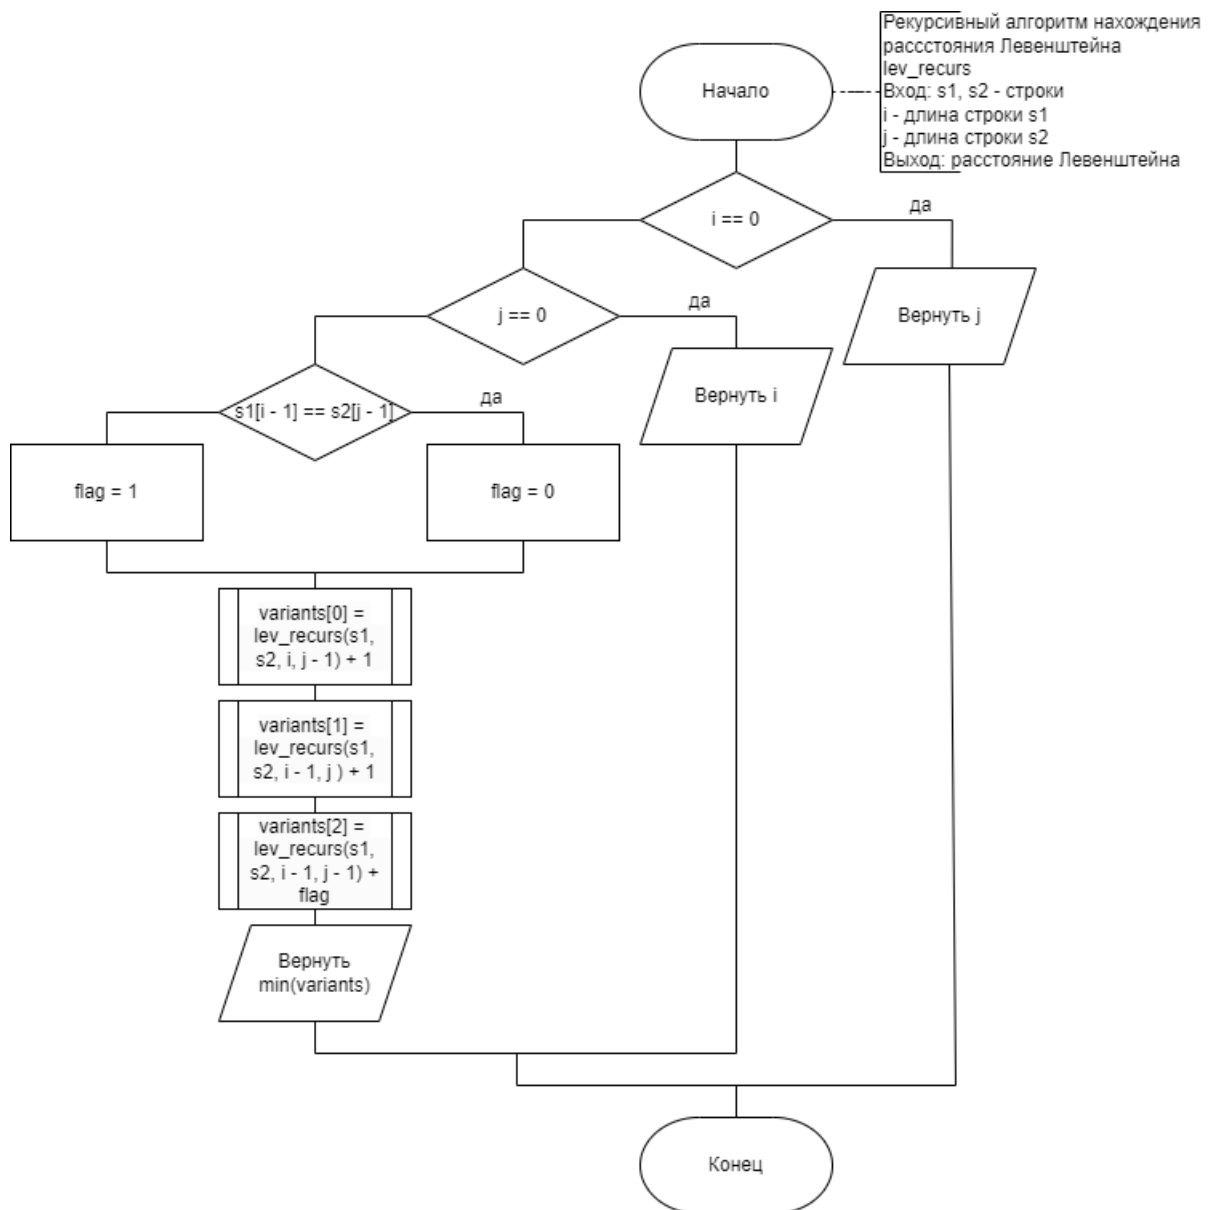 Рекурсивный алгоритм нахождения
рассстояния Левенштейна
lev_recurs
Вход: s1, s2 - строки
i - длина строки s1
j - длина строки s2
Выход: расстояние Левенштейна
Начало
i == 0
да
Вернуть j
j == 0
да
Вернуть i
s1[i - 1] == s2[j - 1]
да
flag = 1
flag = 0
variants[0] =
lev_recurs(s1,
s2, i, j - 1) + 1
variants[1] =
lev_recurs(s1,
s2, i - 1, j ) + 1
variants[2] =
lev_recurs(s1,
s2, i - 1, j - 1) +
flag
Вернуть
min(variants)
Конец